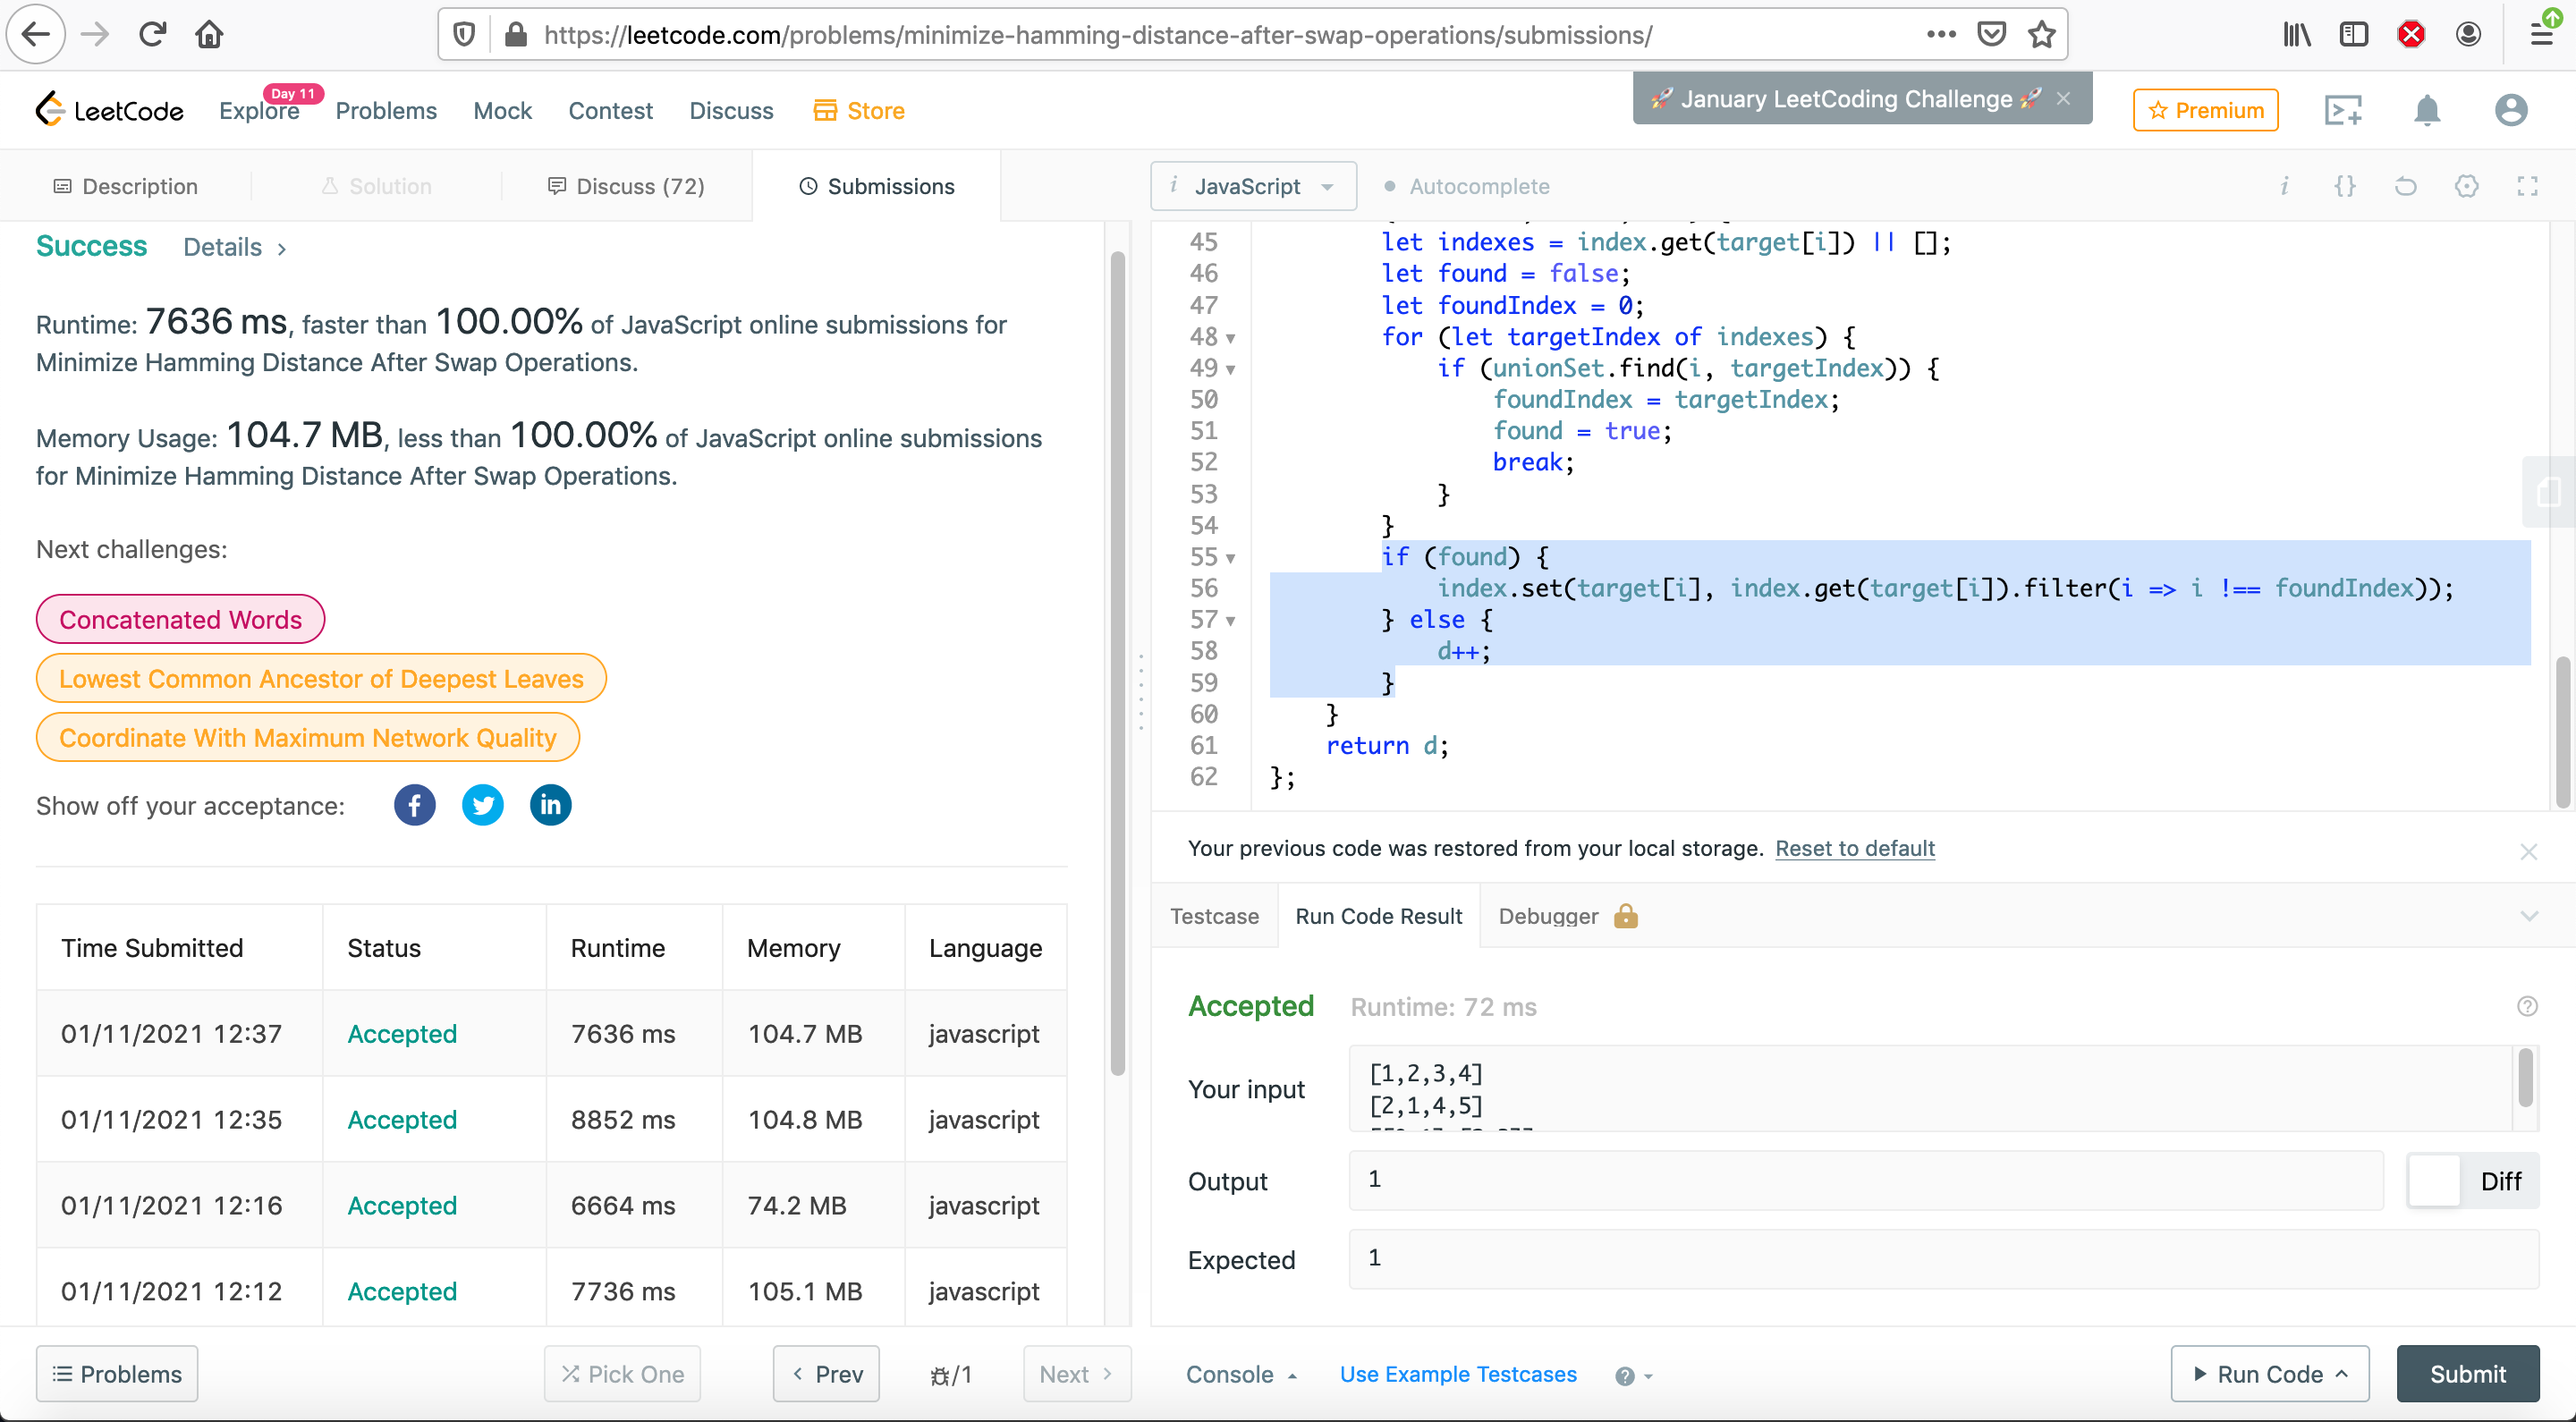 https://leetcode.com/problems/minimize-hamming-distance-after-swap-operations/submissions/
LeetCode
Explore
Day 11
Problems
Mock
Contest
Discuss
Store
🚀 January LeetCoding Challenge 🚀
Premium
Description
Solution
Discuss (72)
Submissions
i JavaScript
Autocomplete
Success Details >
Runtime: 7636 ms, faster than 100.00% of JavaScript online submissions for
Minimize Hamming Distance After Swap Operations.
Memory Usage: 104.7 MB, less than 100.00% of JavaScript online submissions
for Minimize Hamming Distance After Swap Operations.
Next challenges:
Concatenated Words
Lowest Common Ancestor of Deepest Leaves
Coordinate With Maximum Network Quality
Show off your acceptance:
Time Submitted Status Runtime Memory Language
01/11/2021 12:37 Accepted 7636 ms 104.7 MB javascript
01/11/2021 12:35 Accepted 8852 ms 104.8 MB javascript
01/11/2021 12:16 Accepted 6664 ms 74.2 MB javascript
01/11/2021 12:12 Accepted 7736 ms 105.1 MB javascript
45 let indexes = index.get(target[i]) || [];
46 let found = false;
47 let foundIndex = 0;
48 for (let targetIndex of indexes) {
49 if (unionSet.find(i, targetIndex)) {
50 foundIndex = targetIndex;
51 found = true;
52 break;
53 }
54 }
55 if (found) {
56 index.set(target[i], index.get(target[i]).filter(i => i !== foundIndex));
57 } else {
58 d++;
59 }
60 }
61 return d;
62 };
Your previous code was restored from your local storage. Reset to default
Testcase
Run Code Result
Debugger
Accepted Runtime: 72 ms
Your input
[1,2,3,4]
[2,1,4,5]
Output
1
Diff
Expected
1
Problems
Pick One
< Prev
/1
Next >
Console
Use Example Testcases
Run Code
Submit